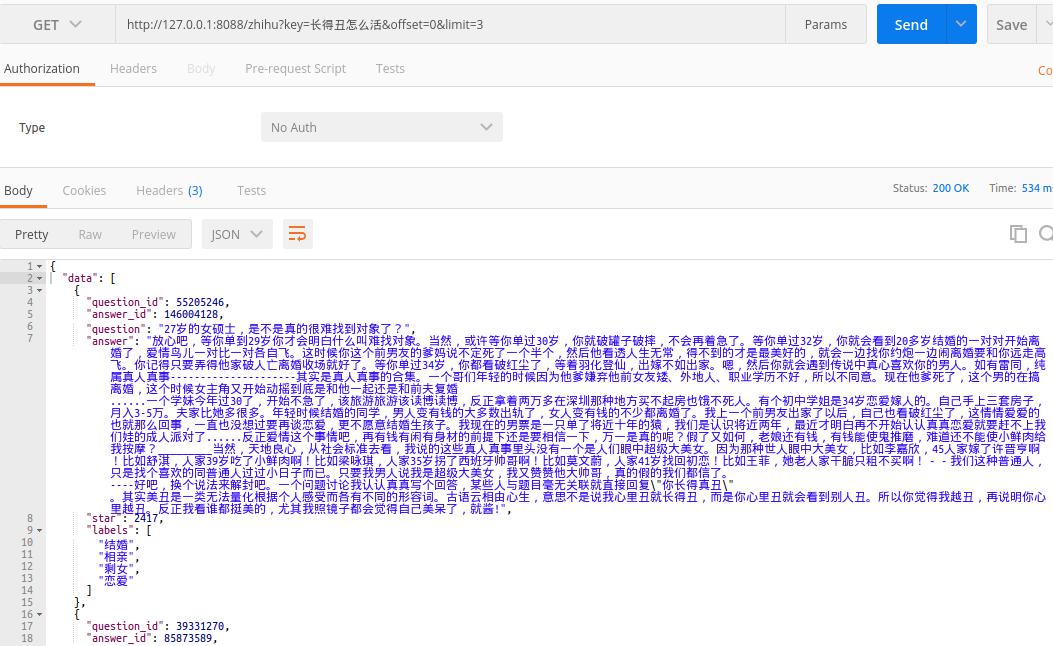 GET
http://127.0.0.1:8088/zhihu?key=长得丑怎么活&offset=0&limit=3
Params
Send
Save
Authorization
Headers
Body
Pre-request Script
Tests
Co
Type
No Auth
Body
Cookies
Headers (3)
Tests
Status: 200 OK
Time: 534 ms
Pretty
Raw
Preview
JSON
1 {
2 "data": [
3 {
4 "question_id": 55205246,
5 "answer_id": 146004128,
6 "question": "27岁的女硕士，是不是真的很难找到对象了？",
7 "answer": "放心吧，等你单到29岁你才会明白什么叫难找对象。当然，或许等你单过30岁，你就破罐子破摔，不会再着急了。等你单过32岁，你就会看到20多岁结婚的一对对开始离
婚了，爱情鸟儿一对比一对各自飞。这时候你这个前男友的爹妈说不定死了一个半个，然后他看透人生无常，得不到的才是最美好的，就会一边找你约炮一边闹离婚要和你远走高
飞。你记得只要弄得他家破人亡离婚收场就好了。等你单过34岁，你都看破红尘了，等着羽化登仙，出嫁不如出家。嗯，然后你就会遇到传说中真心喜欢你的男人。如有雷同，纯
属真人真事------------------------其实是真人真事的合集。一个哥们年轻的时候因为他爹嫌弃他前女友矮、外地人、职业学历不好，所以不同意。现在他爹死了，这个男的在搞
离婚，这个时候女主角又开始动摇到底是和他一起还是和前夫复婚
......一个学妹今年过30了，开始不急了，该旅游旅游该读博读博，反正拿着两万多在深圳那种地方买不起房也饿不死人。有个初中学姐是34岁恋爱嫁人的。自己手上三套房子，
月入3-5万。夫家比她多很多。年轻时候结婚的同学，男人变有钱的大多数出轨了，女人变有钱的不少都离婚了。我上一个前男友出家了以后，自己也看破红尘了，这情情爱爱的
也就那么回事，一直也没想过要再谈恋爱，更不愿意结婚生孩子。我现在的男票是一只单了将近十年的猿，我们是认识将近两年，最近才明白再不开始认认真真恋爱就要赶不上我
们娃的成人派对了......反正爱情这个事情吧，再有钱有闲有身材的前提下还是要相信一下，万一是真的呢？假了又如何，老娘还有钱，有钱能使鬼推磨，难道还不能使小鲜肉给
我按摩？________当然，天地良心，从社会标准去看，我说的这些真人真事里头没有一个是人们眼中超级大美女。因为那种世人眼中大美女，比如李嘉欣，45人家嫁了许晋亨啊
！比如舒淇，人家39岁吃了小鲜肉啊！比如梁咏琪，人家35岁拐了西班牙帅哥啊！比如莫文蔚，人家41岁找回初恋！比如王菲，她老人家干脆只租不买啊！--我们这种普通人，
只是找个喜欢的同普通人过过小日子而已。只要我男人说我是超级大美女，我又赞赞他大帅哥，真的假的我们都信了。
----好吧，换个说法来解封吧。一个问题讨论我认认真真写个回答，某些人与题目毫无关联就直接回复\"你长得真丑\"
。其实美丑是一类无法量化根据个人感受而各有不同的形容词。古语云相由心生，意思不是说我心里丑就长得丑，而是你心里丑就会看到别人丑。所以你觉得我越丑，再说明你心
里越丑。反正我看谁都挺美的，尤其我照镜子都会觉得自己美呆了，就酱!",
8 "star": 2417,
9 "labels": [
10 "结婚",
11 "相亲",
12 "剩女",
13 "恋爱"
14 ]
15 },
16 {
17 "question_id": 39331270,
18 "answer_id": 85873589,